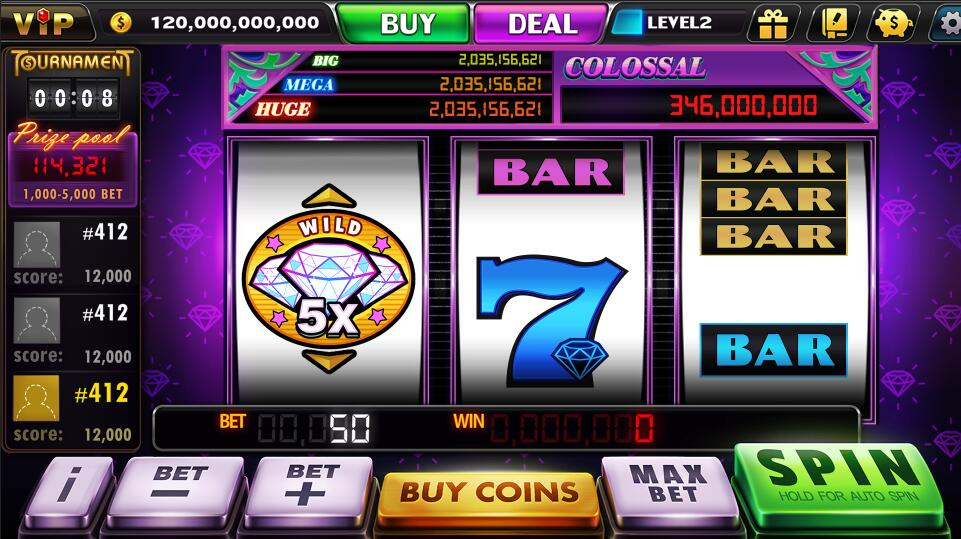 VIP
120,000,000,000
BUY
DEAL
LEVEL2
TOURNAMENT
00:08
Prize pool
114,321
1,000-5,000 BET
#412
score: 12,000
#412
score: 12,000
#412
score: 12,000
BIG 2,035,156,621
MEGA 2,035,156,621
HUGE 2,035,156,621
COLOSSAL
346,000,000
WILD
5X
BAR
7
BAR
BAR
BAR
BAR
BET 00,050
WIN 0,000,000
i
BET
−
BET
+
BUY COINS
MAX
BET
SPIN
HOLD FOR AUTO SPIN